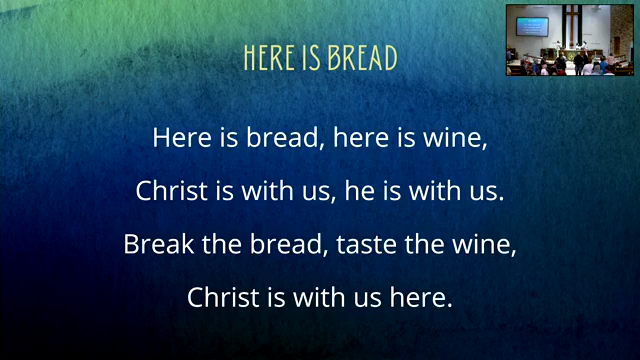 HERE IS BREAD
Here is bread, here is wine,
Christ is with us, he is with us.
Break the bread, taste the wine,
Christ is with us here.